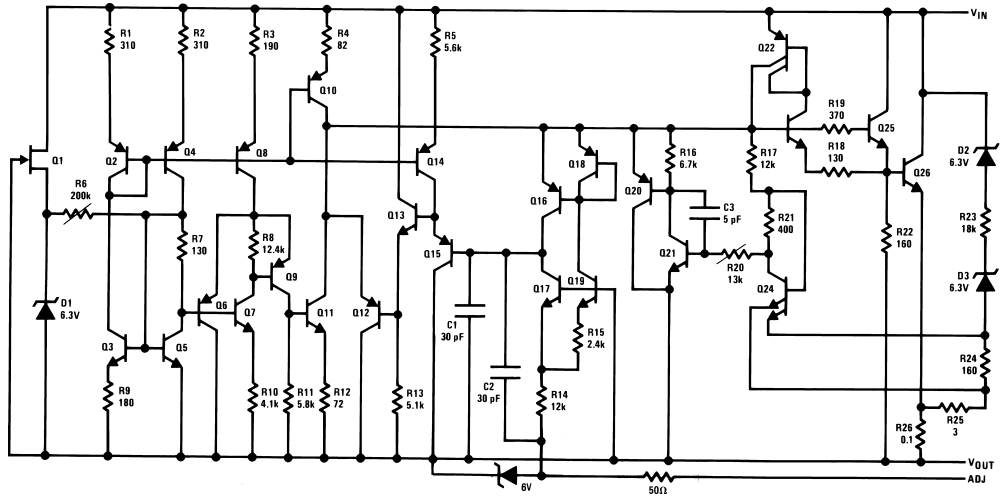 V_IN
R1
310
R2
310
R3
190
R4
82
R5
5.6k
Q22
Q10
R19
370
Q25
R18
130
Q1
Q2
Q4
Q8
Q14
Q18
R16
6.7k
R17
12k
Q26
D2
6.3V
R6
200k
Q13
Q16
Q20
C3
5 pF
R21
400
R23
18k
R7
130
R8
12.4k
Q9
Q15
Q21
R20
13k
R22
160
D1
6.3V
Q6
Q7
Q11
Q12
Q17
Q19
Q24
D3
6.3V
C1
30 pF
Q3
Q5
R15
2.4k
R24
160
C2
30 pF
R9
180
R10
4.1k
R11
5.8k
R12
72
R13
5.1k
R14
12k
R26
0.1
R25
3
V_OUT
ADJ
6V
50Ω